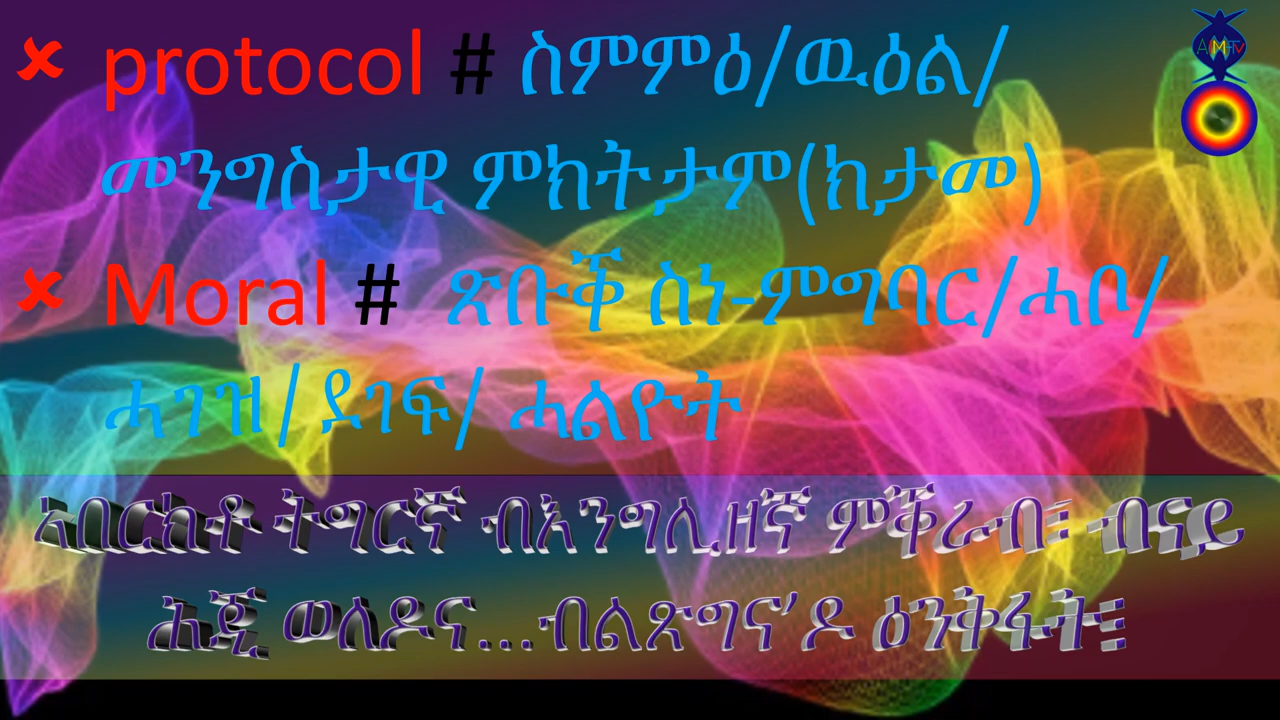 ✘ protocol # ስምምዕ/ዉዕል/
መንግስታዊ ምክትታም(ክታመ)
✘ Moral # ጽቡቕ ስነ-ምግባር/ሓቦ/
ሓገዝ/ደገፍ/ ሓልዮት
ኣበርክቶ ትግርኛ ብእንግሊዘኛ ምቕራብ፧ ብናይ
ሕጂ ወለዶና...ብልጽግና'ዶ ዕንቅፋት፧